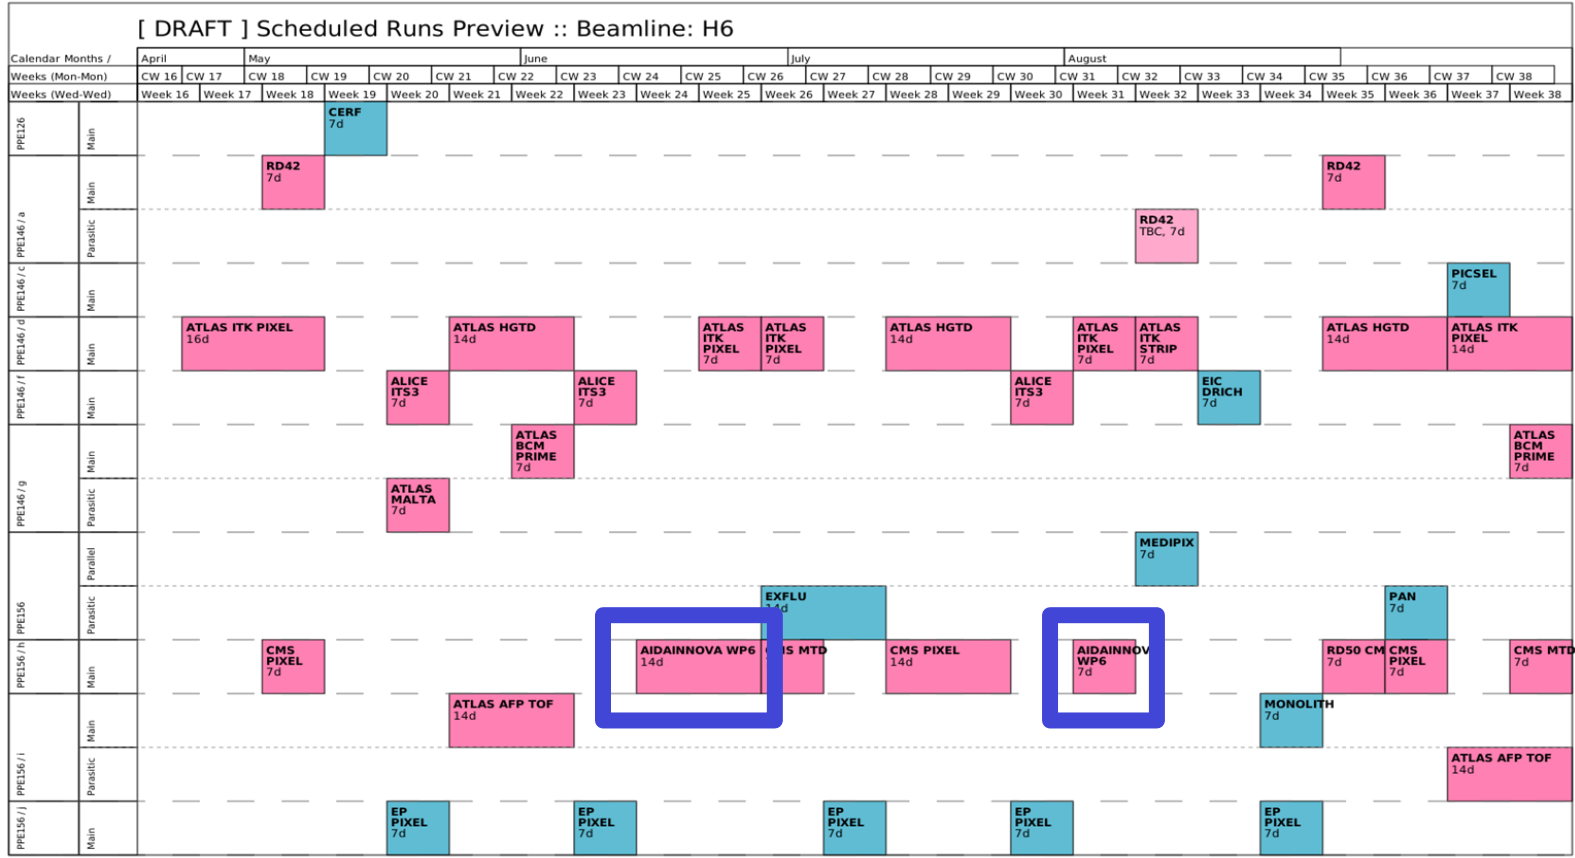 [ DRAFT ] Scheduled Runs Preview :: Beamline: H6
Calendar Months / April May June July August
Weeks (Mon-Mon) CW 16 CW 17 CW 18 CW 19 CW 20 CW 21 CW 22 CW 23 CW 24 CW 25 CW 26 CW 27 CW 28 CW 29 CW 30 CW 31 CW 32 CW 33 CW 34 CW 35 CW 36 CW 37 CW 38
Weeks (Wed-Wed) Week 16 Week 17 Week 18 Week 19 Week 20 Week 21 Week 22 Week 23 Week 24 Week 25 Week 26 Week 27 Week 28 Week 29 Week 30 Week 31 Week 32 Week 33 Week 34 Week 35 Week 36 Week 37 Week 38
PPE126
Main
CERF
7d
PPE146 / a
Main
RD42
7d
RD42
7d
Parasitic
RD42
TBC, 7d
PPE146 / c
Main
PICSEL
7d
PPE146 / d
Main
ATLAS ITK PIXEL
16d
ATLAS HGTD
14d
ATLAS
ITK
PIXEL
7d
ATLAS
ITK
PIXEL
7d
ATLAS HGTD
14d
ATLAS
ITK
PIXEL
7d
ATLAS
ITK
STRIP
7d
ATLAS HGTD
14d
ATLAS ITK
PIXEL
14d
PPE146 / f
Main
ALICE
ITS3
7d
ALICE
ITS3
7d
ALICE
ITS3
7d
EIC
DRICH
7d
PPE146 / g
Main
ATLAS
BCM
PRIME
7d
ATLAS
BCM
PRIME
7d
Parasitic
ATLAS
MALTA
7d
PPE156
Parallel
MEDIPIX
7d
Parasitic
EXFLU
14d
PAN
7d
PPE156 / h
Main
CMS
PIXEL
7d
AIDAINNOVA WP6
14d
MTD
CMS PIXEL
14d
AIDAINNOV
WP6
7d
RD50 CM
7d
CMS
PIXEL
7d
CMS MTD
7d
PPE156 / i
Main
ATLAS AFP TOF
14d
MONOLITH
7d
Parasitic
ATLAS AFP TOF
14d
PPE156 / j
Main
EP
PIXEL
7d
EP
PIXEL
7d
EP
PIXEL
7d
EP
PIXEL
7d
EP
PIXEL
7d